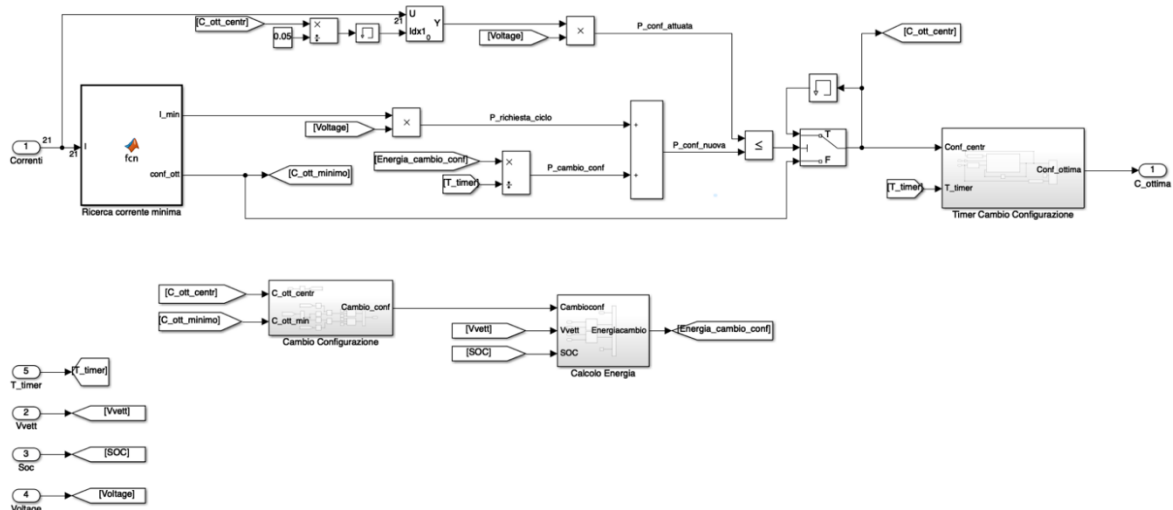 [C_ott_centr]
21
0.05
×
÷
U
21
Idx1
0
Y
[Voltage]
×
P_conf_attuata
[C_ott_centr]
1
Correnti
21
21
I
fcn
I_min
conf_ott
Ricerca corrente minima
[Voltage]
×
P_richiesta_ciclo
[C_ott_minimo]
[Energia_cambio_conf]
[T_timer]
×
÷
P_cambio_conf
+
+
P_conf_nuova
≤
T
F
Conf_centr
T_timer
Conf_ottima
[T_timer]
Timer Cambio Configurazione
1
C_ottima
[C_ott_centr]
[C_ott_minimo]
C_ott_centr
C_ott_min
Cambio_conf
Cambio Configurazione
[Vvett]
[SOC]
Cambioconf
Vvett
SOC
Energiacambio
Calcolo Energia
[Energia_cambio_conf]
5
T_timer
[T_timer]
2
Vvett
[Vvett]
3
Soc
[SOC]
4
Voltage
[Voltage]